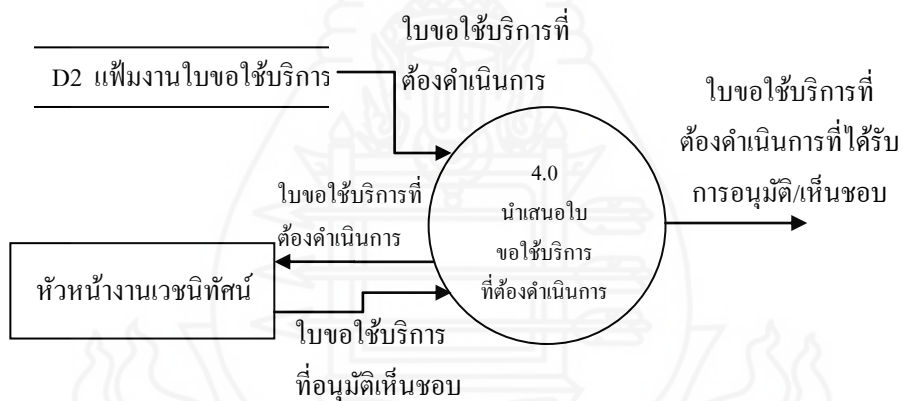 ใบขอใช้บริการที่
ต้องดำเนินการ
D2 แฟ้มงานใบขอใช้บริการ
ใบขอใช้บริการที่
ต้องดำเนินการที่ได้รับ
การอนุมัติ/เห็นชอบ
4.0
นำเสนอใบ
ขอใช้บริการ
ที่ต้องดำเนินการ
ใบขอใช้บริการที่
ต้องดำเนินการ
หัวหน้างานเวชนิทัศน์
ใบขอใช้บริการ
ที่อนุมัติเห็นชอบ